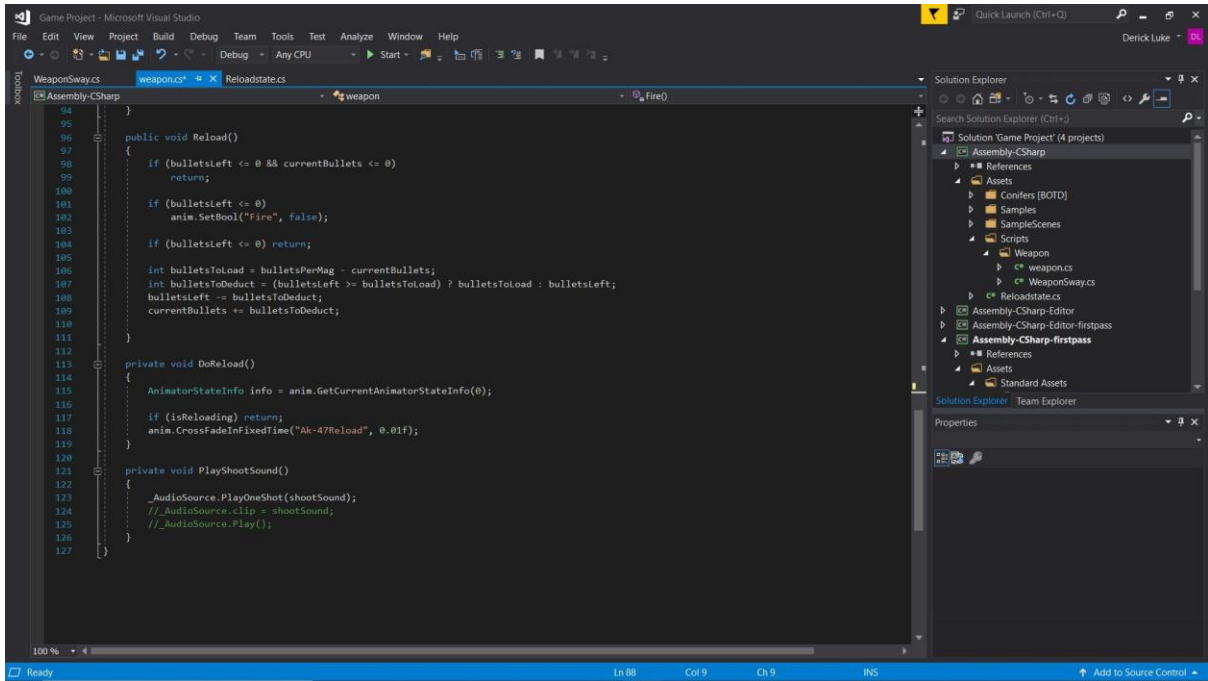 Game Project - Microsoft Visual Studio
Quick Launch (Ctrl+Q)
File Edit View Project Build Debug Team Tools Test Analyze Window Help
Derick Luke DL
Debug Any CPU Start
Toolbox
WeaponSway.cs weapon.cs* Reloadstate.cs
Assembly-CSharp weapon Fire()
94 }
95
96 public void Reload()
97 {
98 if (bulletsLeft <= 0 && currentBullets <= 0)
99 return;
100
101 if (bulletsLeft <= 0)
102 anim.SetBool("Fire", false);
103
104 if (bulletsLeft <= 0) return;
105
106 int bulletsToLoad = bulletsPerMag - currentBullets;
107 int bulletsToDeduct = (bulletsLeft >= bulletsToLoad) ? bulletsToLoad : bulletsLeft;
108 bulletsLeft -= bulletsToDeduct;
109 currentBullets += bulletsToDeduct;
110
111 }
112
113 private void DoReload()
114 {
115 AnimatorStateInfo info = anim.GetCurrentAnimatorStateInfo(0);
116
117 if (isReloading) return;
118 anim.CrossFadeInFixedTime("Ak-47Reload", 0.01f);
119 }
120
121 private void PlayShootSound()
122 {
123 _AudioSource.PlayOneShot(shootSound);
124 //_AudioSource.clip = shootSound;
125 //_AudioSource.Play();
126 }
127 }
100 %
Solution Explorer
Search Solution Explorer (Ctrl+;)
Solution 'Game Project' (4 projects)
C# Assembly-CSharp
References
Assets
Conifers [BOTD]
Samples
SampleScenes
Scripts
Weapon
C# weapon.cs
C# WeaponSway.cs
C# Reloadstate.cs
C# Assembly-CSharp-Editor
C# Assembly-CSharp-Editor-firstpass
C# Assembly-CSharp-firstpass
References
Assets
Standard Assets
Solution Explorer Team Explorer
Properties
Ready Ln 88 Col 9 Ch 9 INS Add to Source Control